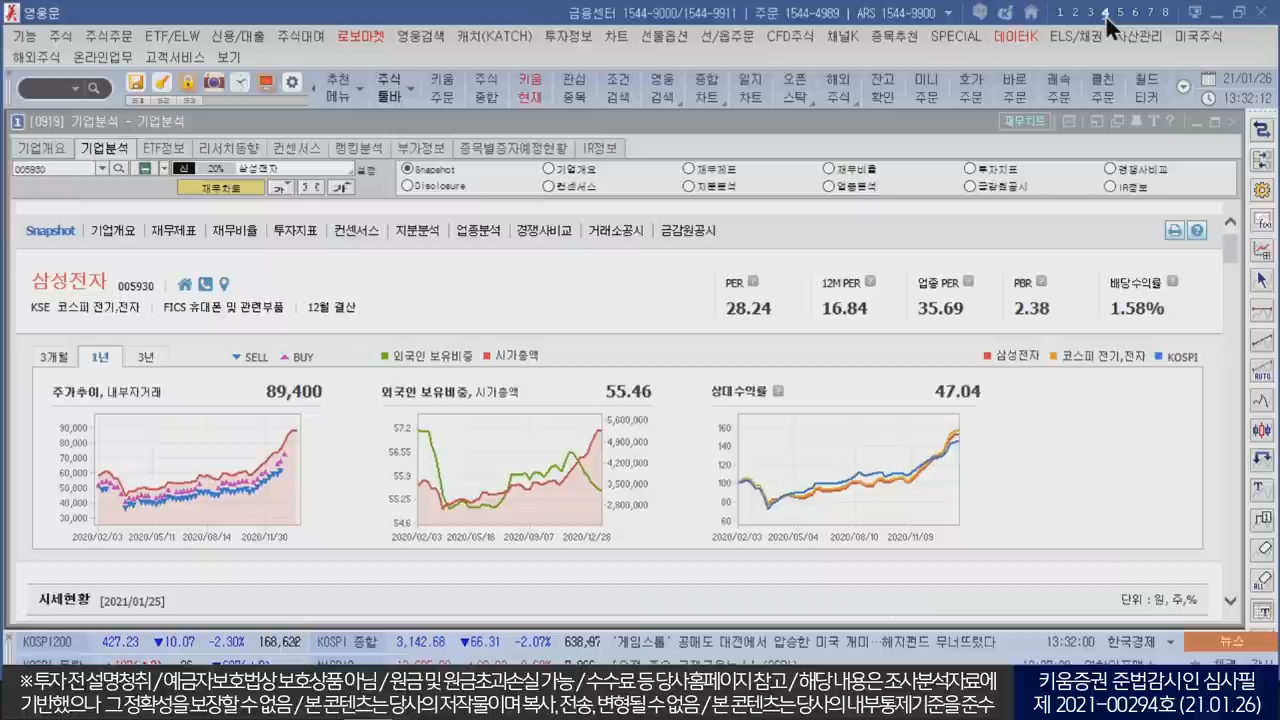 영웅문 금융센터 1544-9000/1544-9911 | 주문 1544-4989 | ARS 1544-9900 1 2 3 4 5 6 7 8
기능 주식 주식주문 ETF/ELW 신용/대출 주식대여 로보마켓 영웅검색 캐치(KATCH) 투자정보 차트 선물옵션 선/옵주문 CFD주식 채널K 종목추천 SPECIAL 데이터K ELS/채권 자산관리 미국주식
해외주식 온라인업무 고객서비스 보기
추천 주식 키움 주식 키움 관심 조건 영웅 종합 일지 오픈 해외 잔고 미니 호가 바로 쾌속 클린 월드 21/01/26
메뉴 툴바 주문 종합 현재 종목 검색 검색 차트 차트 스탁 주식 확인 주문 주문 주문 주문 주문 티커 13:32:12
S1 S2 S3
1 [0919] 기업분석 - 기업분석 재무차트
기업개요 기업분석 ETF정보 리서치동향 컨센서스 랭킹분석 부가정보 종목별증자예정현황 IR정보
005930 신 20% 삼성전자 설정 Snapshot 기업개요 재무제표 재무비율 투자지표 경쟁사비교
재무차트 Disclosure 컨센서스 지분분석 업종분석 금감원공시 IR정보
Snapshot 기업개요 재무제표 재무비율 투자지표 컨센서스 지분분석 업종분석 경쟁사비교 거래소공시 금감원공시
삼성전자 005930 PER 12M PER 업종 PER PBR 배당수익률
KSE 코스피 전기,전자 FICS 휴대폰 및 관련부품 12월 결산 28.24 16.84 35.69 2.38 1.58%
3개월 1년 3년 SELL BUY 외국인 보유비중 시가총액 삼성전자 코스피 전기,전자 KOSPI
주가추이, 내부자거래 89,400 외국인 보유비중, 시가총액 55.46 상대수익률 47.04
90,000 57.2 5,600,000 160
80,000 56.55 4,900,000 140
70,000 55.9 4,200,000 120
60,000 55.25 3,500,000 100
50,000 54.6 2,800,000 80
40,000 60
30,000
2020/02/03 2020/05/11 2020/08/14 2020/11/30 2020/02/03 2020/05/18 2020/09/07 2020/12/28 2020/02/03 2020/05/04 2020/08/10 2020/11/09
시세현황 [2021/01/25] 단위 : 원, 주,%
KOSPI200 427.23 ▼10.07 -2.30% 168,622 KOSPI 종합 3,142.68 ▼66.31 -2.07% '게임스톱' 공매도 대전에서 압승한 미국 개미…헤지펀드 무너뜨렸다 13:32:00 한국경제 뉴스
※ 투자 전 설명청취 / 예금자보호법상 보호상품 아님 / 원금 및 원금초과손실 가능 / 수수료 등 당사홈페이지 참고 / 해당 내용은 조사분석자료에
기반했으나 그 정확성을 보장할 수 없음 / 본 콘텐츠는 당사의 저작물이며 복사, 전송, 변형될 수 없음 / 본 콘텐츠는 당사의 내부통제기준을 준수
키움증권 준법감시인 심사필
제 2021-00294호 (21.01.26)